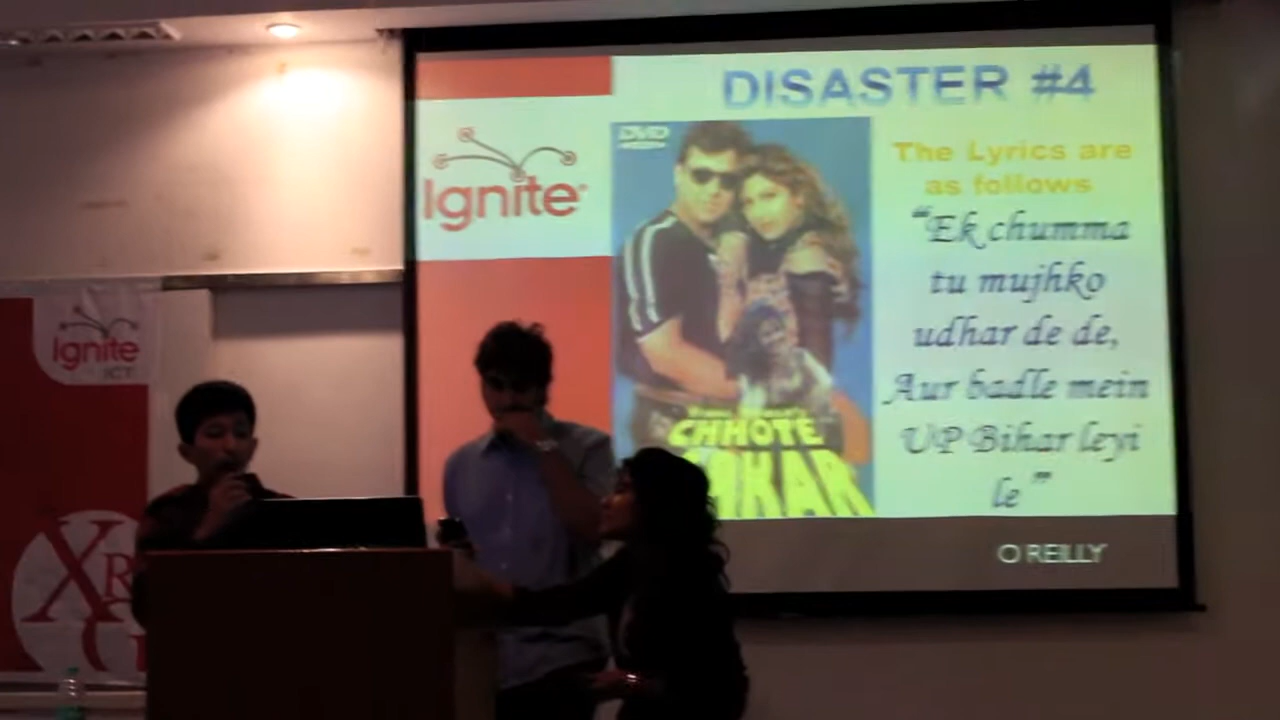 DISASTER #4
Ignite
DVD
The Lyrics are
as follows
"Ek chumma
tu mujhko
udhar de de,
Aur badle mein
UP Bihar leyi
le"
CHHOTE
O REILLY
Ignite